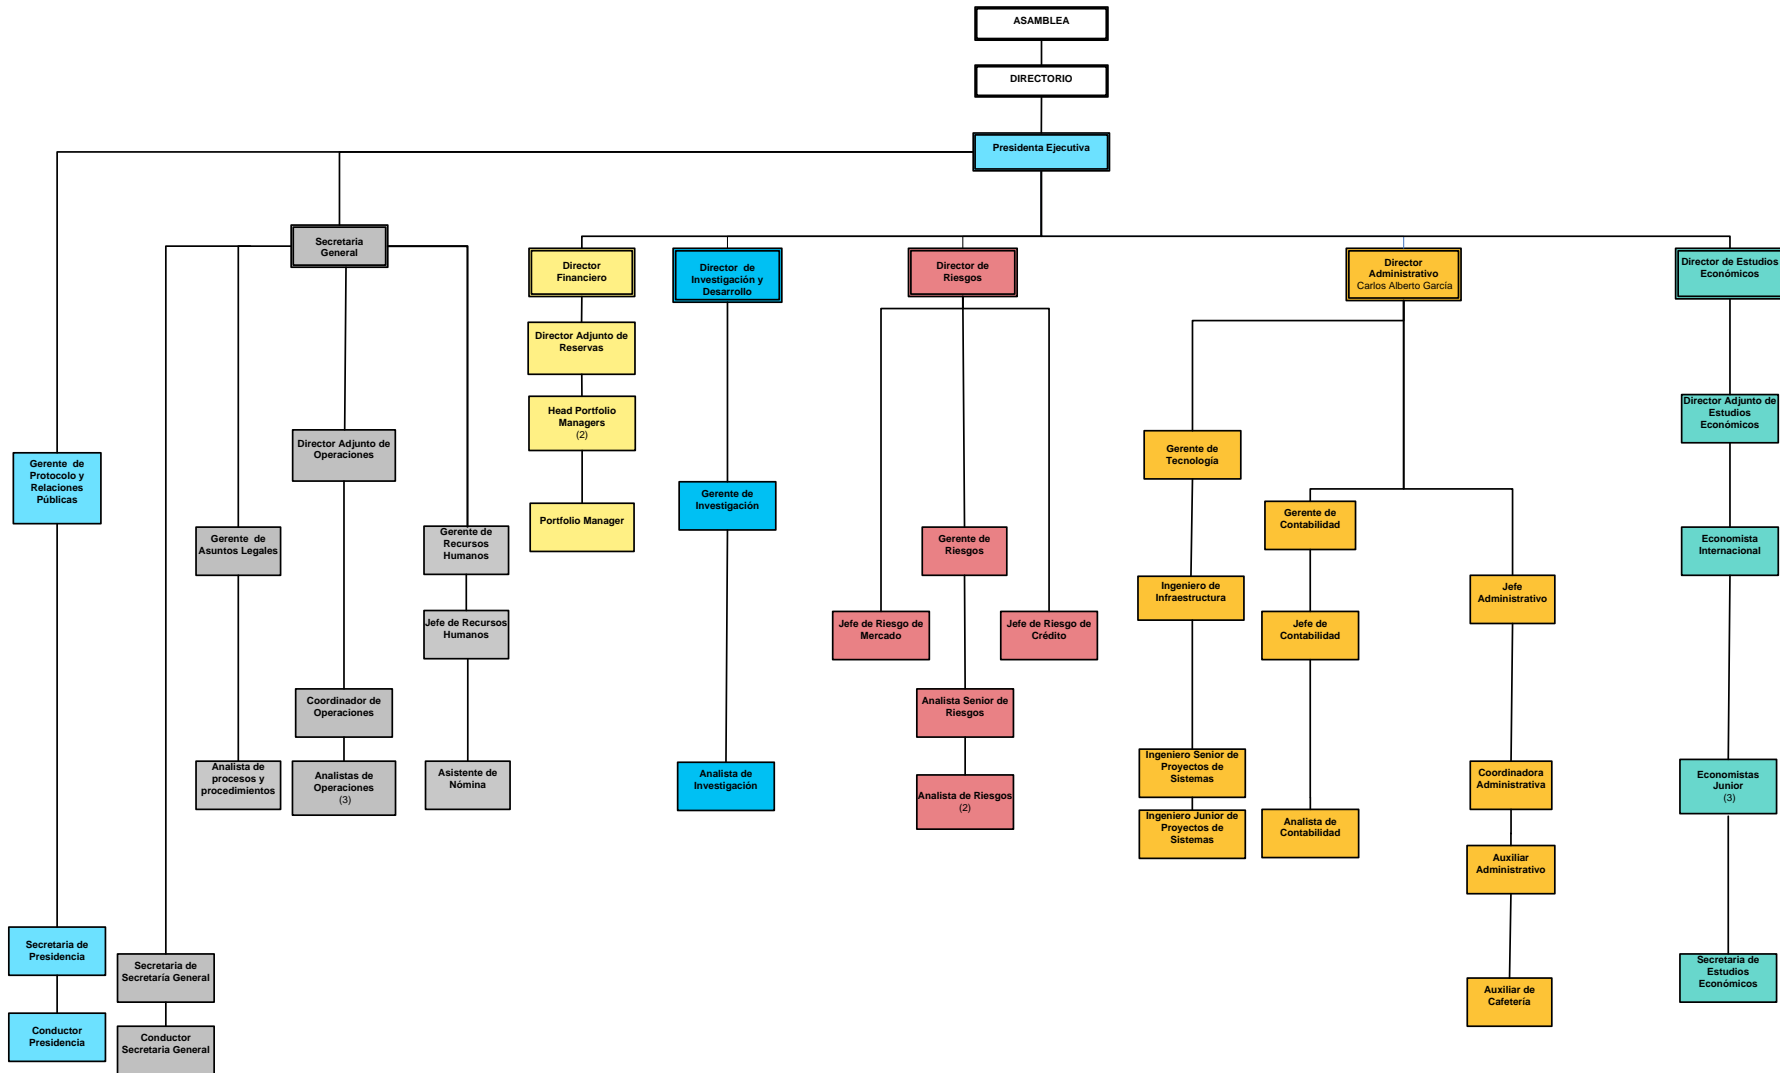 ASAMBLEA
DIRECTORIO
Presidenta Ejecutiva
Secretaria
General
Director
Financiero
Director de
Investigación y
Desarrollo
Director de
Riesgos
Director
Administrativo
Carlos Alberto García
Director de Estudios
Económicos
Director Adjunto de
Reservas
Head Portfolio
Managers
(2)
Portfolio Manager
Gerente de
Protocolo y
Relaciones
Públicas
Director Adjunto de
Operaciones
Gerente de
Asuntos Legales
Gerente de
Recursos
Humanos
Jefe de Recursos
Humanos
Coordinador de
Operaciones
Analista de
procesos y
procedimientos
Analistas de
Operaciones
(3)
Asistente de
Nómina
Gerente de
Investigación
Analista de
Investigación
Gerente de
Riesgos
Jefe de Riesgo de
Mercado
Jefe de Riesgo de
Crédito
Analista Senior de
Riesgos
Analista de Riesgos
(2)
Gerente de
Tecnología
Gerente de
Contabilidad
Ingeniero de
Infraestructura
Jefe de
Contabilidad
Jefe
Administrativo
Ingeniero Senior de
Proyectos de
Sistemas
Ingeniero Junior de
Proyectos de
Sistemas
Analista de
Contabilidad
Coordinadora
Administrativa
Auxiliar
Administrativo
Auxiliar de
Cafetería
Director Adjunto de
Estudios
Económicos
Economista
Internacional
Economistas
Junior
(3)
Secretaria de
Estudios
Económicos
Secretaria de
Presidencia
Conductor
Presidencia
Secretaria de
Secretaría General
Conductor
Secretaria General